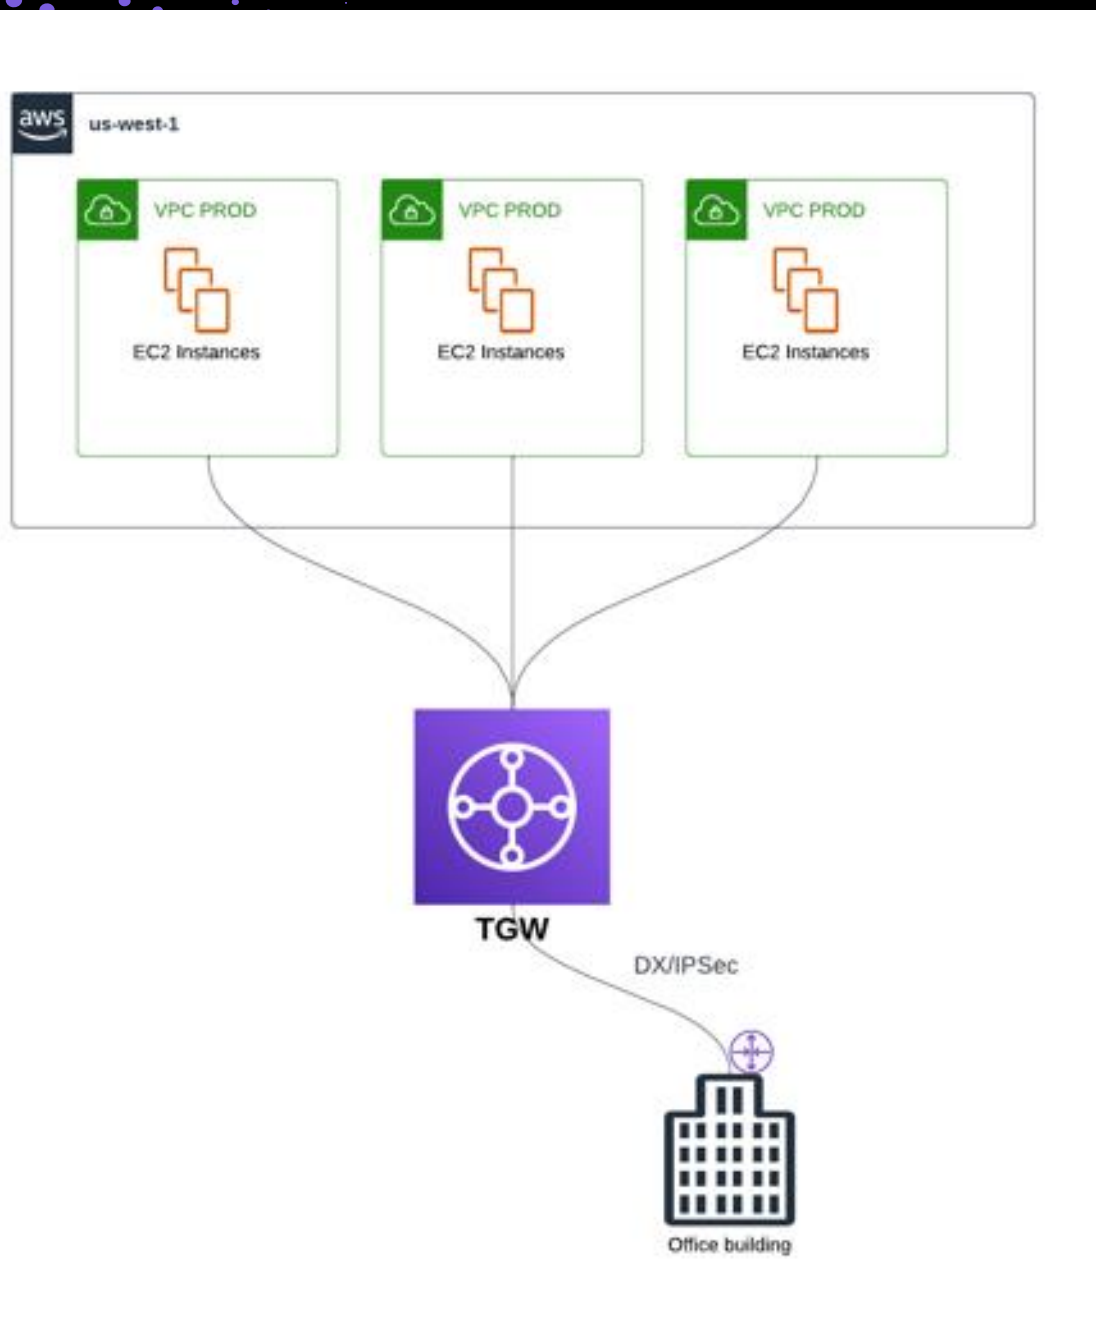 aws
us-west-1
VPC PROD
VPC PROD
VPC PROD
EC2 Instances
EC2 Instances
EC2 Instances
TGW
DX/IPSec
Office building